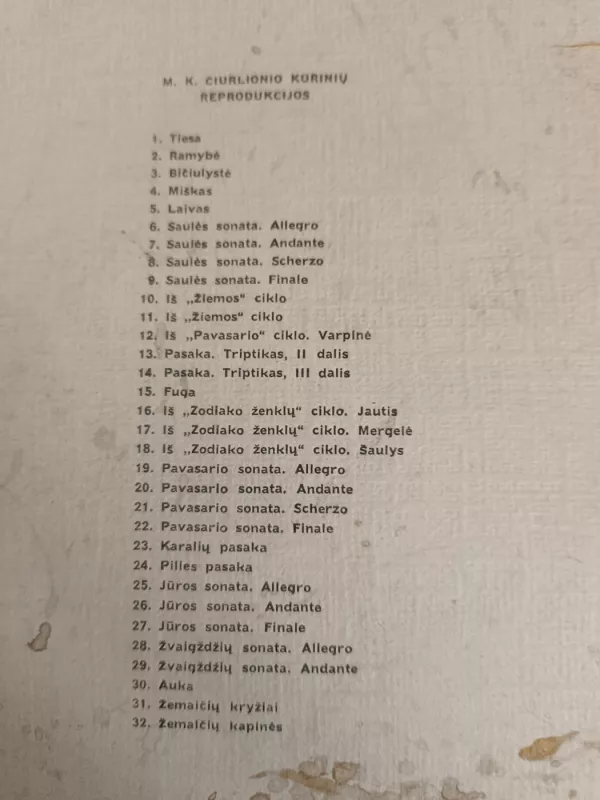 M. K. ČIURLIONIO KŪRINIŲ
REPRODUKCIJOS
1. Tiesa
2. Ramybė
3. Bičiulystė
4. Miškas
5. Laivas
6. Saulės sonata. Allegro
7. Saulės sonata. Andante
8. Saulės sonata. Scherzo
9. Saulės sonata. Finale
10. Iš „Žiemos“ ciklo
11. Iš „Žiemos“ ciklo
12. Iš „Pavasario“ ciklo. Varpinė
13. Pasaka. Triptikas, II dalis
14. Pasaka. Triptikas, III dalis
15. Fuga
16. Iš „Zodiako ženklų“ ciklo. Jautis
17. Iš „Zodiako ženklų“ ciklo. Mergelė
18. Iš „Zodiako ženklų“ ciklo. Šaulys
19. Pavasario sonata. Allegro
20. Pavasario sonata. Andante
21. Pavasario sonata. Scherzo
22. Pavasario sonata. Finale
23. Karalių pasaka
24. Pilies pasaka
25. Jūros sonata. Allegro
26. Jūros sonata. Andante
27. Jūros sonata. Finale
28. Žvaigždžių sonata. Allegro
29. Žvaigždžių sonata. Andante
30. Auka
31. Žemaičių kryžiai
32. Žemaičių kapinės